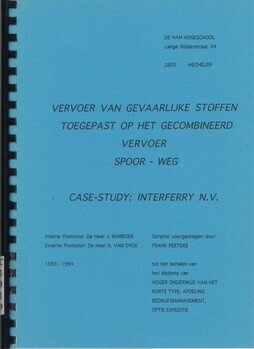 DE HAM HOGESCHOOL
Lange Ridderstraat 44
2800 MECHELEN
VERVOER VAN GEVAARLIJKE STOFFEN
TOEGEPAST OP HET GECOMBINEERD
VERVOER
SPOOR - WEG
CASE-STUDY: INTERFERRY N.V.
Interne Promotor: De Heer J. RAMBOER
Externe Promotor: De Heer R. VAN DYCK
1993-1994
Scriptie voorgedragen door
FRANK PEETERS
tot het behalen van
het diploma van
HOGER ONDERWIJS VAN HET
KORTE TYPE: AFDELING
BEDRIJFSMANAGEMENT,
OPTIE EXPEDITIE